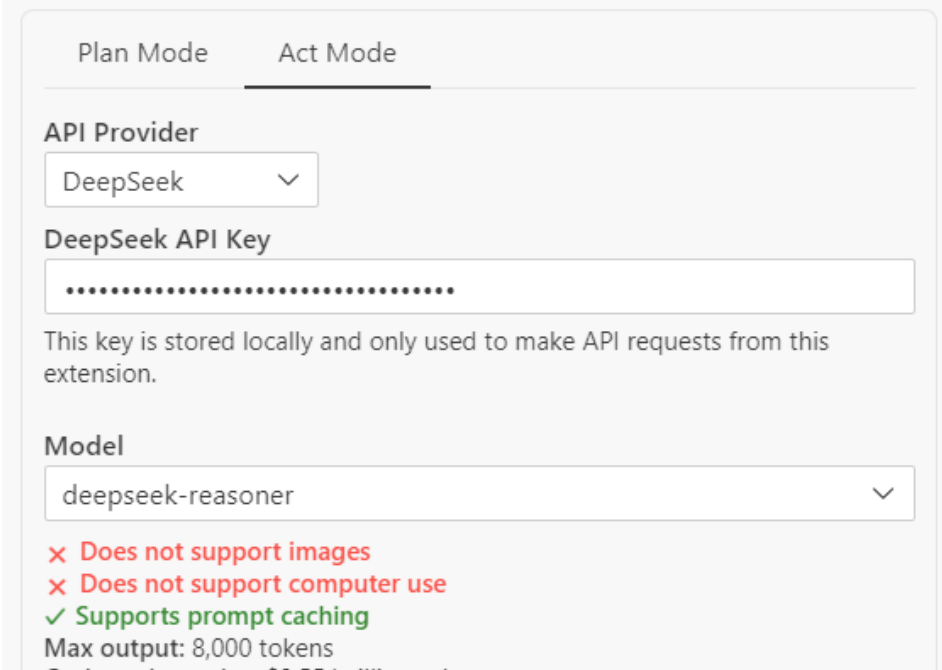 Plan Mode Act Mode
API Provider
DeepSeek
DeepSeek API Key
••••••••••••••••••••••••••••••••••••
This key is stored locally and only used to make API requests from this
extension.
Model
deepseek-reasoner
Does not support images
Does not support computer use
Supports prompt caching
Max output: 8,000 tokens